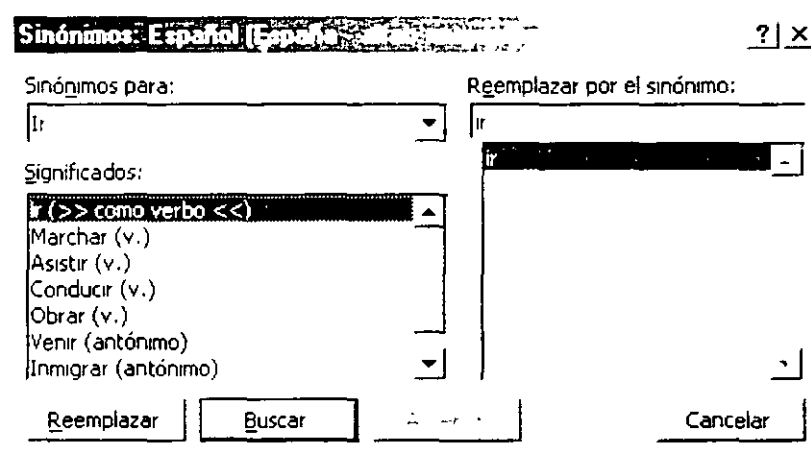 Sinónimos: Español (España
? ×
Sinónimos para:
Ir
Significados:
ir (>> como verbo <<)
Marchar (v.)
Asistir (v.)
Conducir (v.)
Obrar (v.)
Venir (antónimo)
Inmigrar (antónimo)
Reemplazar por el sinónimo:
ir
ir
Reemplazar
Buscar
Cancelar